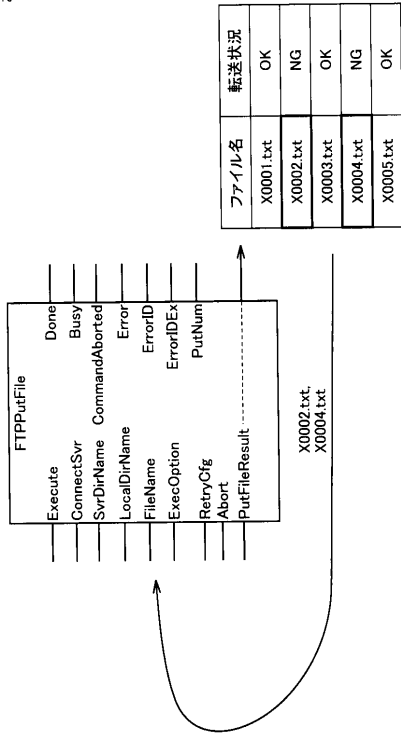 FTPPutFile
Execute
ConnectSvr
SvrDirName
LocalDirName
FileName
ExecOption
RetryCfg
Abort
PutFileResult
Done
Busy
CommandAborted
Error
ErrorID
ErrorIDEx
PutNum
X0002.txt,
X0004.txt
ファイル名 転送状況
X0001.txt OK
X0002.txt NG
X0003.txt OK
X0004.txt NG
X0005.txt OK